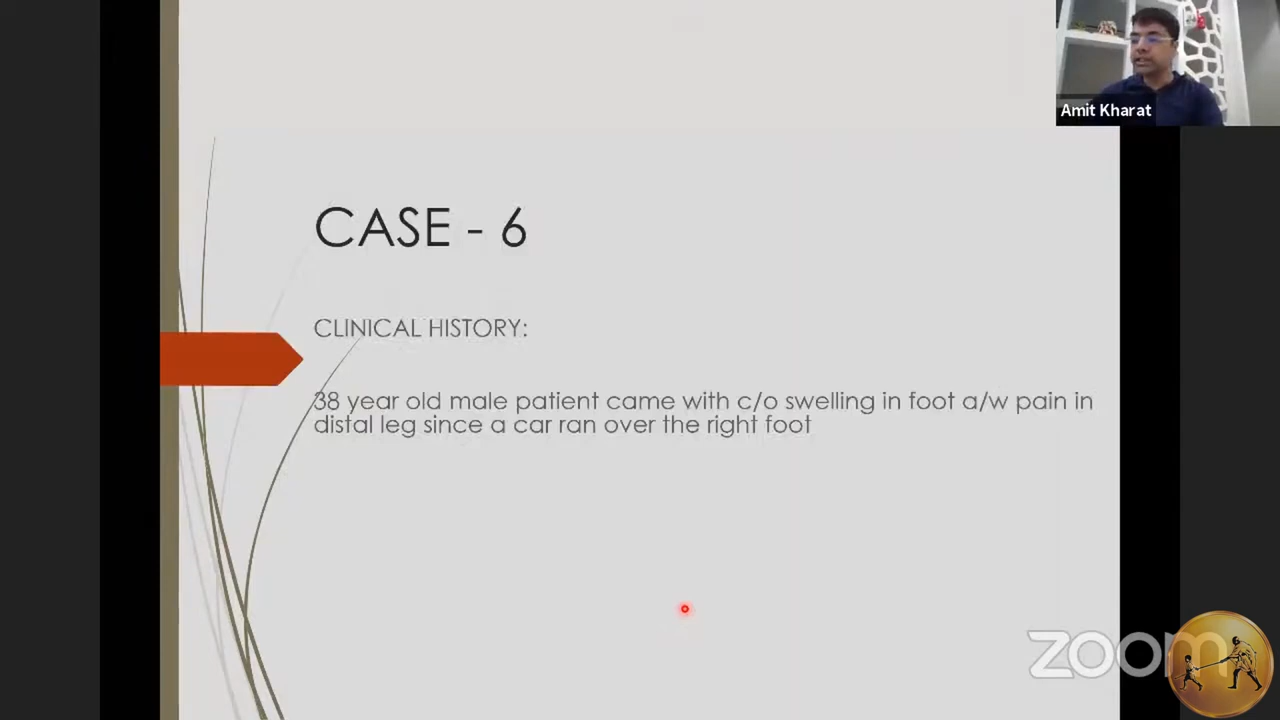 Amit Kharat
CASE - 6
CLINICAL HISTORY:
38 year old male patient came with c/o swelling in foot a/w pain in
distal leg since a car ran over the right foot
zoom